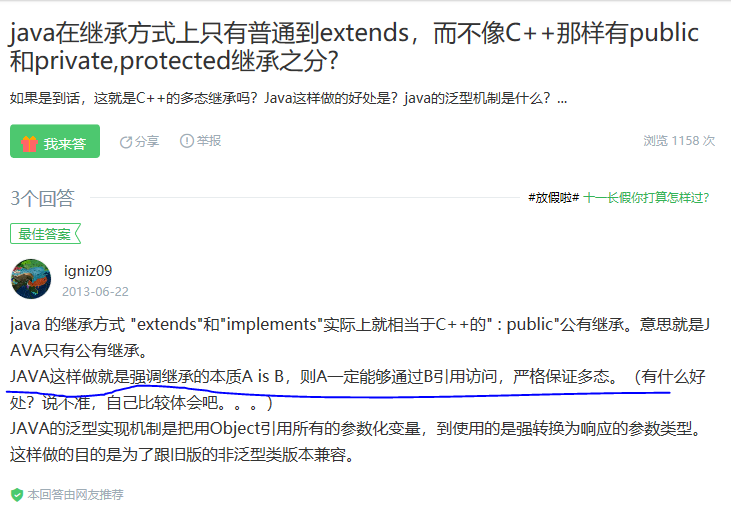 java在继承方式上只有普通到extends，而不像C++那样有public
和private,protected继承之分?
如果是到话，这就是C++的多态继承吗？Java这样做的好处是？java的泛型机制是什么？...
我来答
分享
举报
浏览 1158 次
3个回答
#放假啦# 十一长假你打算怎样过?
最佳答案
igniz09
2013-06-22
java 的继承方式 "extends"和"implements"实际上就相当于C++的" : public"公有继承。意思就是J
AVA只有公有继承。
JAVA这样做就是强调继承的本质A is B，则A一定能够通过B引用访问，严格保证多态。（有什么好
处？说不准，自己比较体会吧。。。）
JAVA的泛型实现机制是把用Object引用所有的参数化变量，到使用的是强转换为响应的参数类型。
这样做的目的是为了跟旧版的非泛型类版本兼容。
本回答由网友推荐